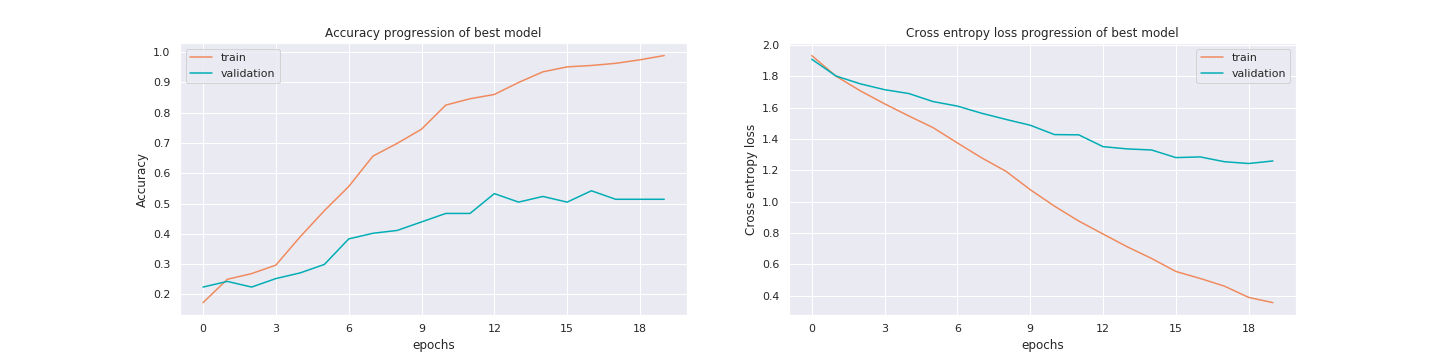 Accuracy progression of best model
train
validation
1.0
0.9
0.8
0.7
0.6
0.5
0.4
0.3
0.2
Accuracy
0 3 6 9 12 15 18
epochs
Cross entropy loss progression of best model
train
validation
2.0
1.8
1.6
1.4
1.2
1.0
0.8
0.6
0.4
Cross entropy loss
0 3 6 9 12 15 18
epochs